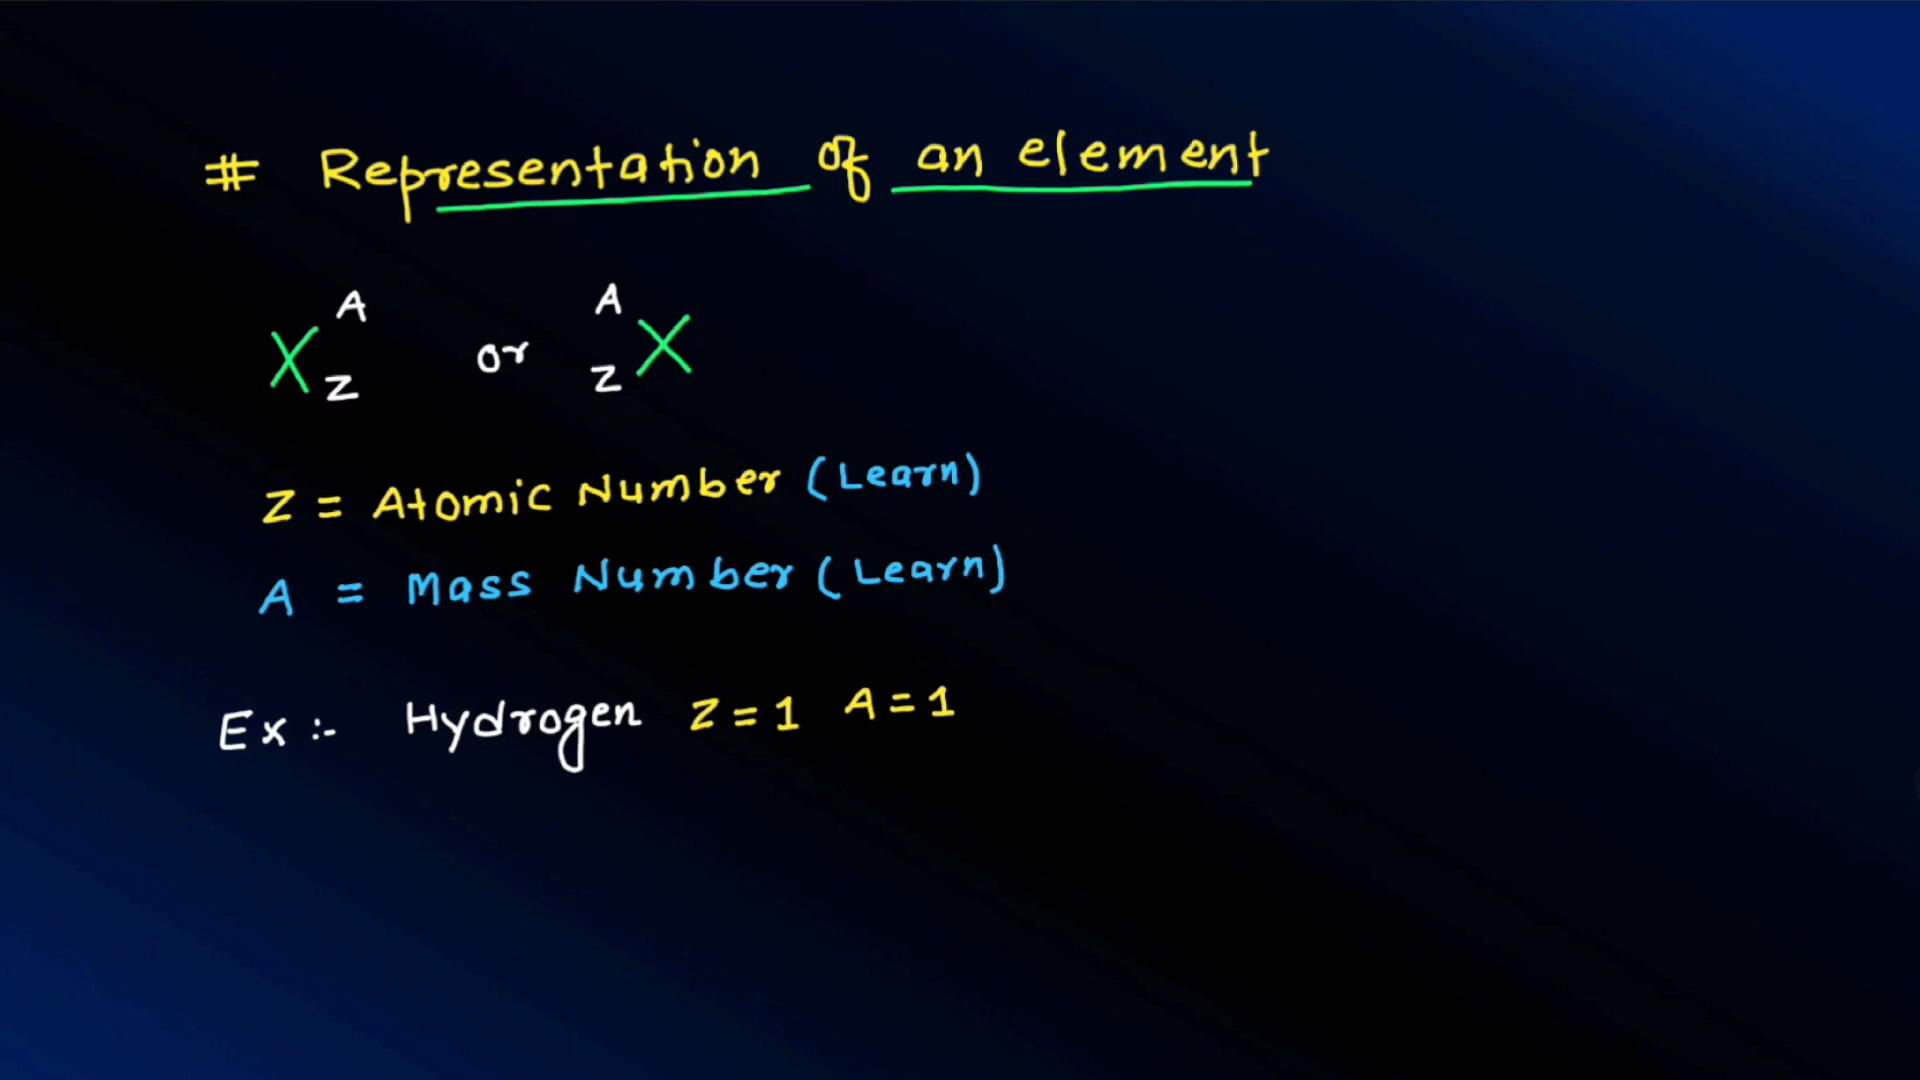 # Representation of an element
X A Z or A Z X
Z = Atomic Number (Learn)
A = Mass Number (Learn)
Ex :- Hydrogen Z = 1 A = 1